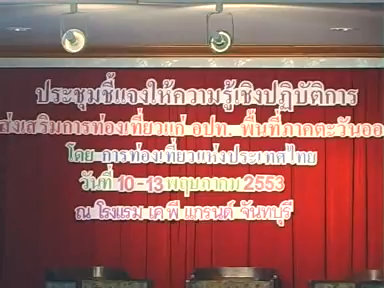 ประชุมชี้แจงให้ความรู้เชิงปฏิบัติการ
ส่งเสริมการท่องเที่ยวแก่ อปท. พื้นที่ภาคตะวันออ
โดย การท่องเที่ยวแห่งประเทศไทย
วันที่ 10-13 พฤษภาคม 2553
ณ โรงแรม เค พี แกรนด์ จันทบุรี